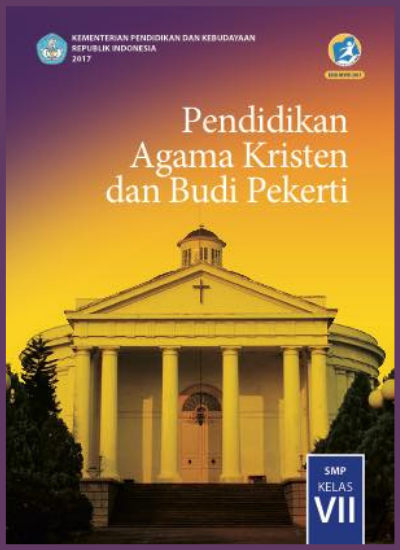 KEMENTERIAN PENDIDIKAN DAN KEBUDAYAAN
REPUBLIK INDONESIA
2017
Pendidikan
Agama Kristen
dan Budi Pekerti
SMP
KELAS
VII